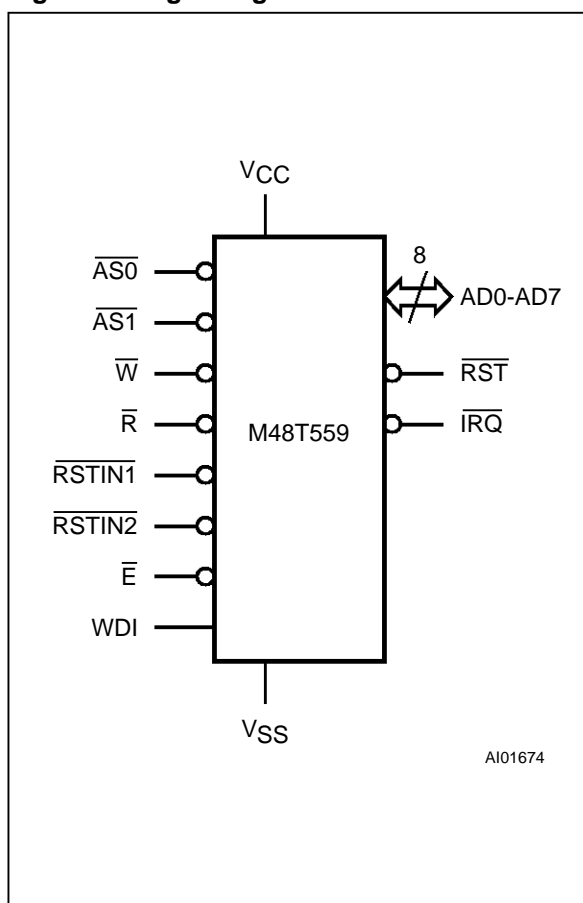 VCC
8
AS0
AD0-AD7
AS1
W
RST
R
IRQ
M48T559
RSTIN1
RSTIN2
E
WDI
VSS
AI01674